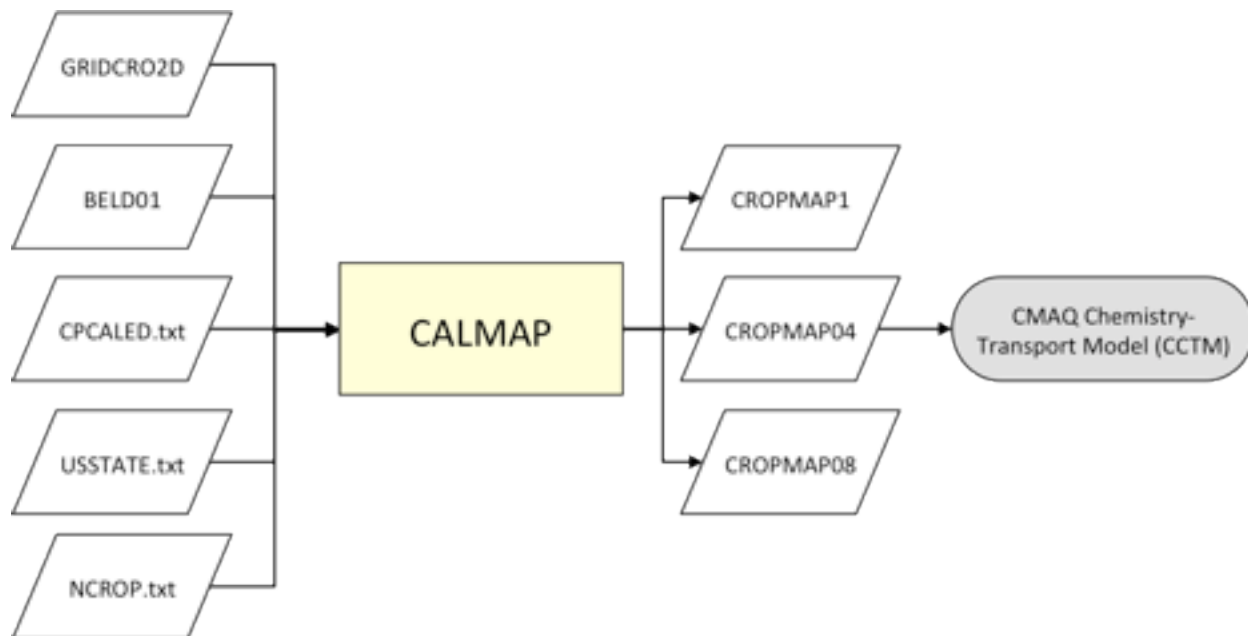 GRIDCRO2D
BELD01
CPCALED.txt
USSTATE.txt
NCROP.txt
CALMAP
CROPMAP1
CROPMAP04
CROPMAP08
CMAQ Chemistry-
Transport Model (CCTM)